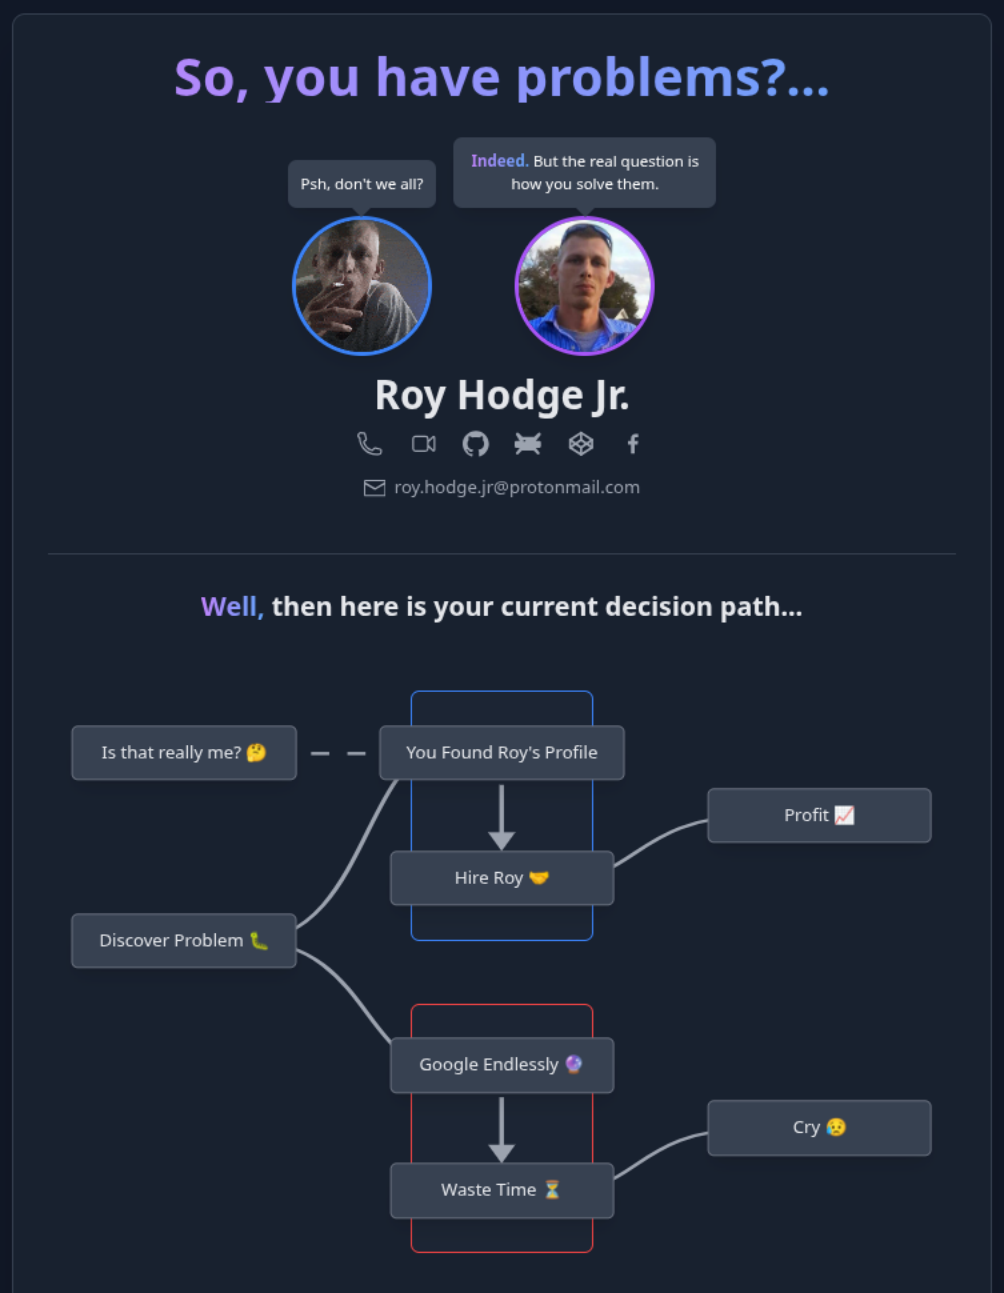 So, you have problems?...
Psh, don't we all?
Indeed. But the real question is
how you solve them.
Roy Hodge Jr.
roy.hodge.jr@protonmail.com
Well, then here is your current decision path...
Is that really me? 🤔
You Found Roy's Profile
Profit 📈
Hire Roy 🤝
Discover Problem 🐛
Google Endlessly 🔮
Cry 😥
Waste Time ⏳